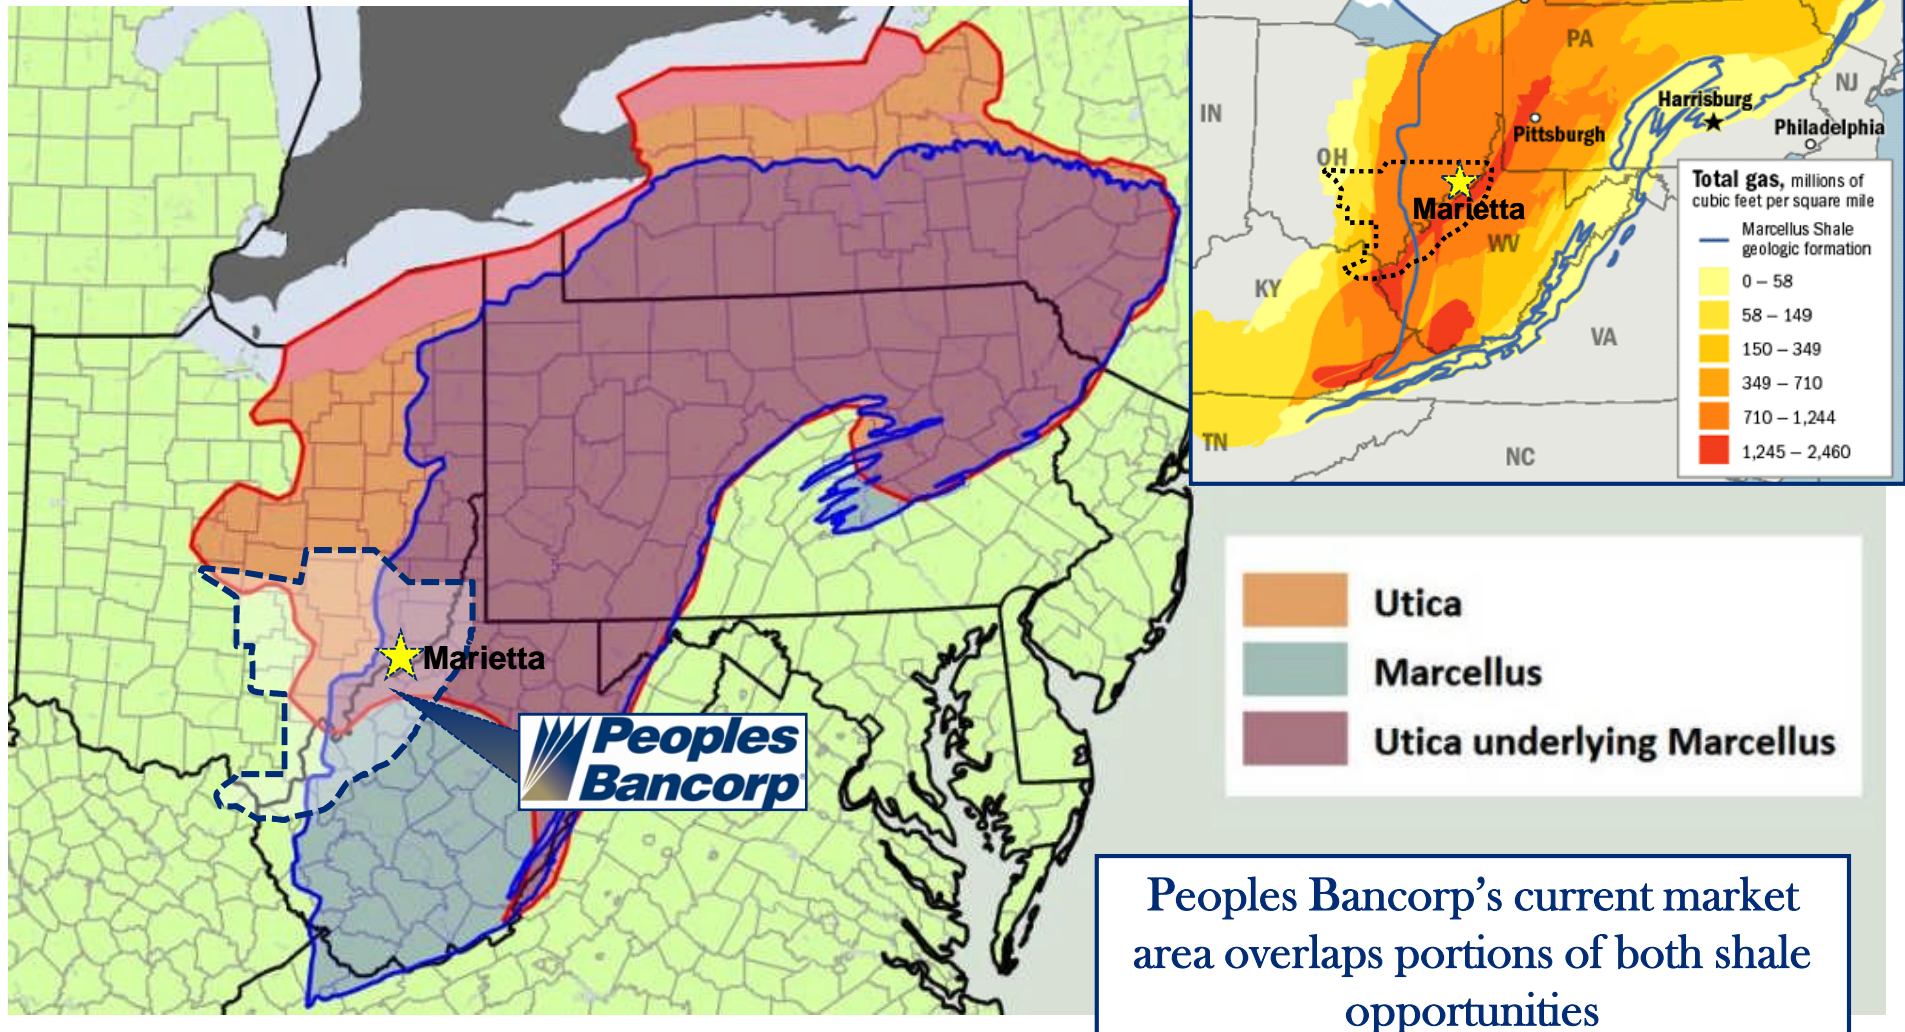 Marietta
Peoples
Bancorp
PA
NJ
IN
OH
Harrisburg
Pittsburgh
Philadelphia
Marietta
WV
KY
VA
TN
NC
Total gas, millions of
cubic feet per square mile
Marcellus Shale
geologic formation
0 – 58
58 – 149
150 – 349
349 – 710
710 – 1,244
1,245 – 2,460
Utica
Marcellus
Utica underlying Marcellus
Peoples Bancorp’s current market
area overlaps portions of both shale
opportunities